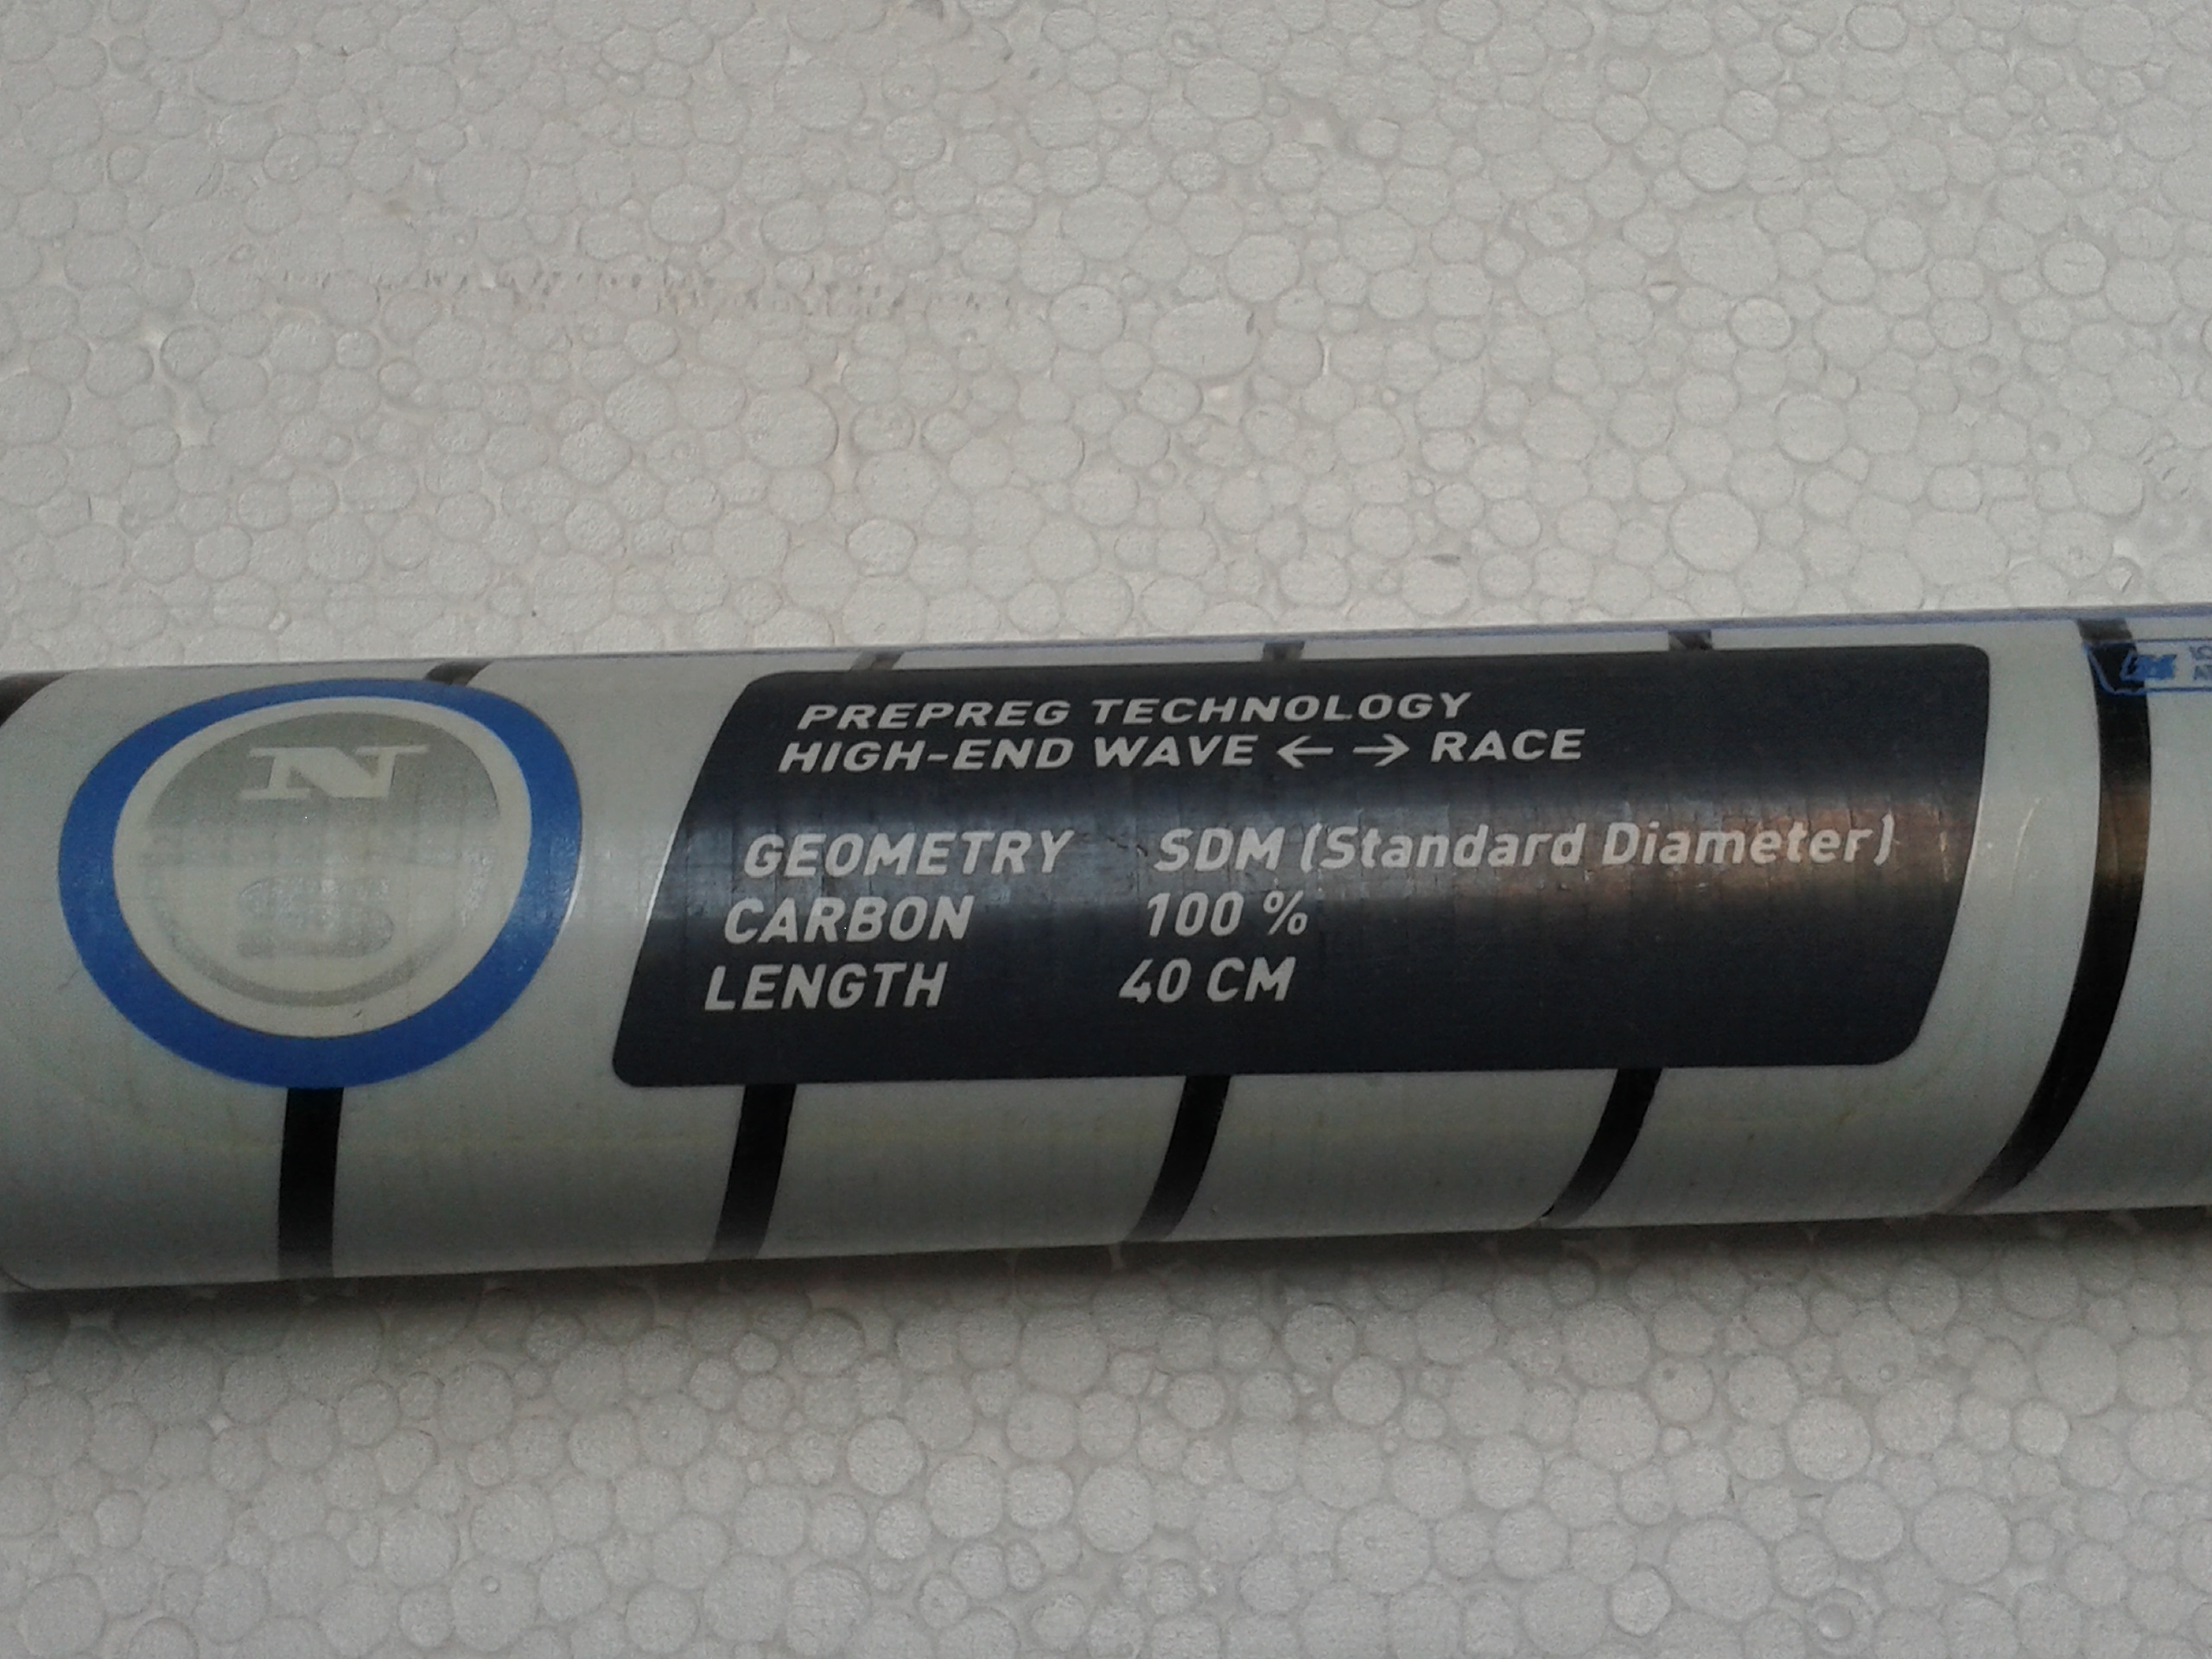 N
S
PREPREG TECHNOLOGY
HIGH-END WAVE ←→ RACE
GEOMETRY SDM (Standard Diameter)
CARBON 100 %
LENGTH 40 CM